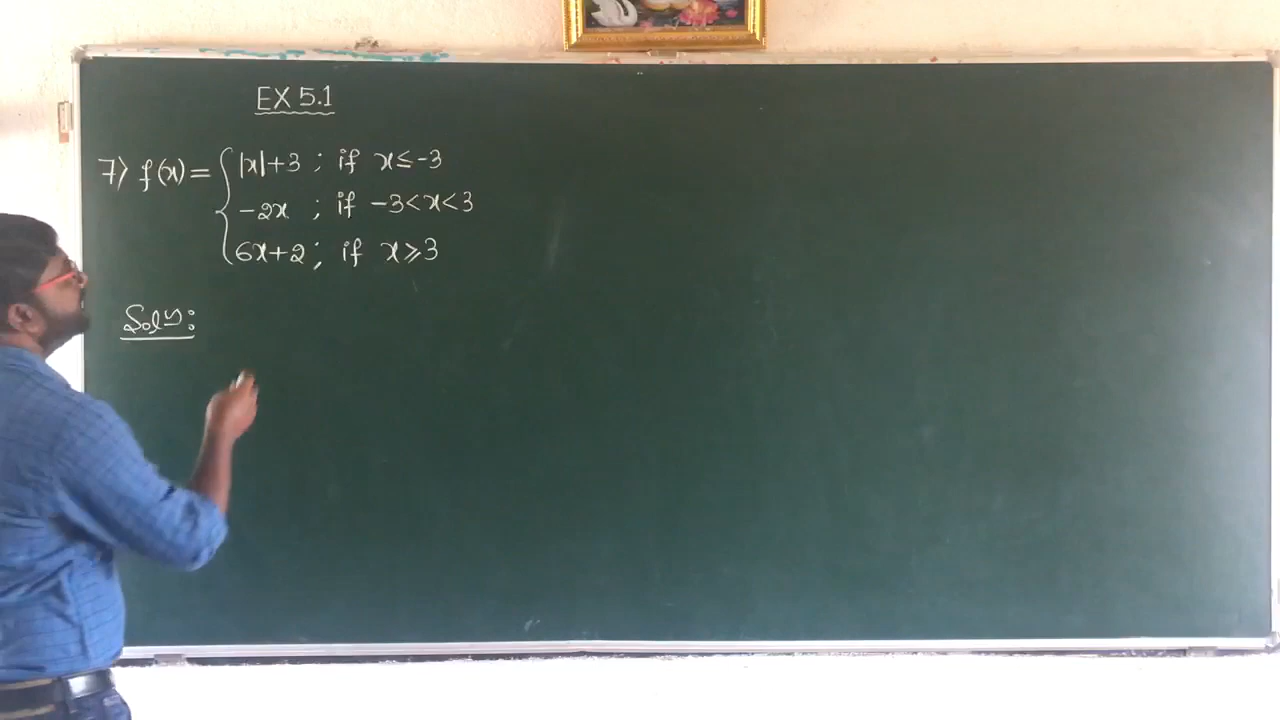 EX 5.1
7) f(x) = { |x|+3 ; if x ≤ -3
-2x ; if -3<x<3
6x+2 ; if x ⩾ 3
Soln: